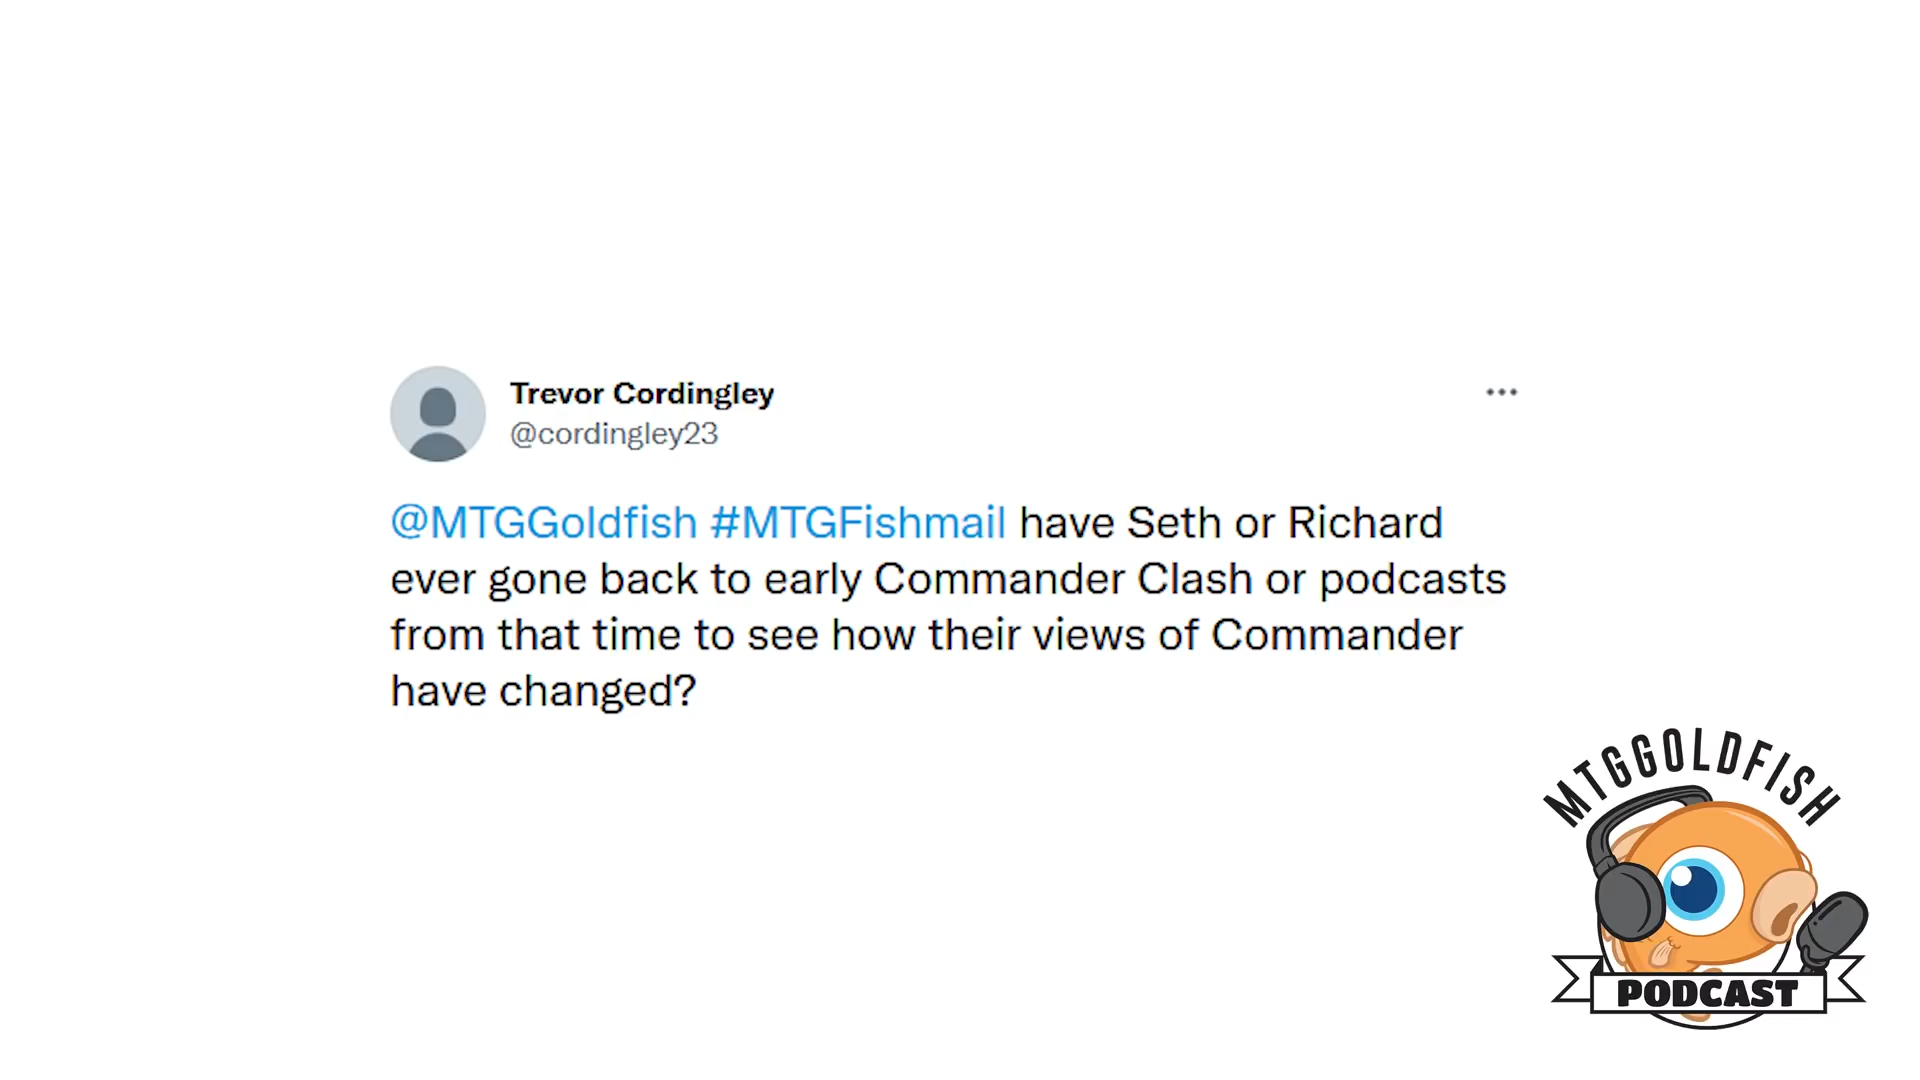 Trevor Cordingley
@cordingley23
@MTGGoldfish #MTGFishmail have Seth or Richard
ever gone back to early Commander Clash or podcasts
from that time to see how their views of Commander
have changed?
MTGGOLDFISH
PODCAST